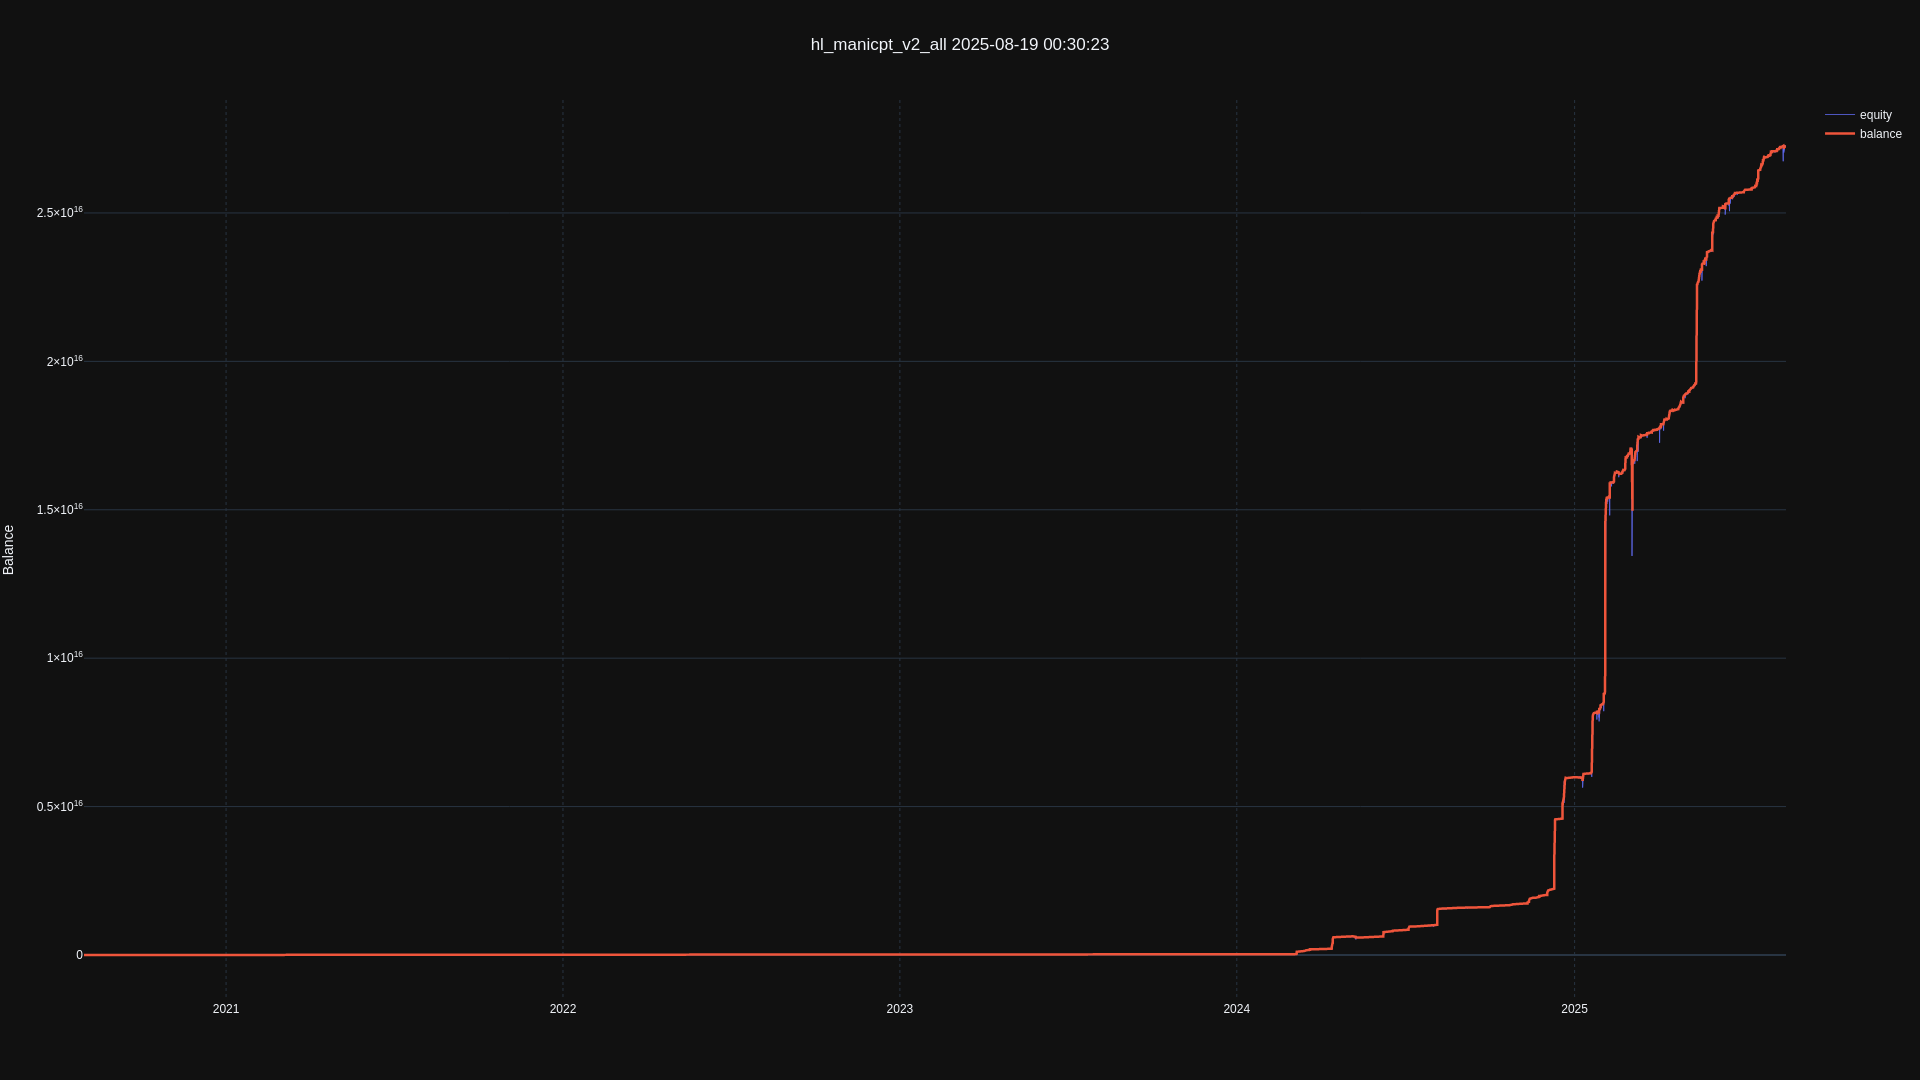 hl_manicpt_v2_all 2025-08-19 00:30:23
equity
balance
Balance
2.5×10¹⁶
2×10¹⁶
1.5×10¹⁶
1×10¹⁶
0.5×10¹⁶
0
2021 2022 2023 2024 2025